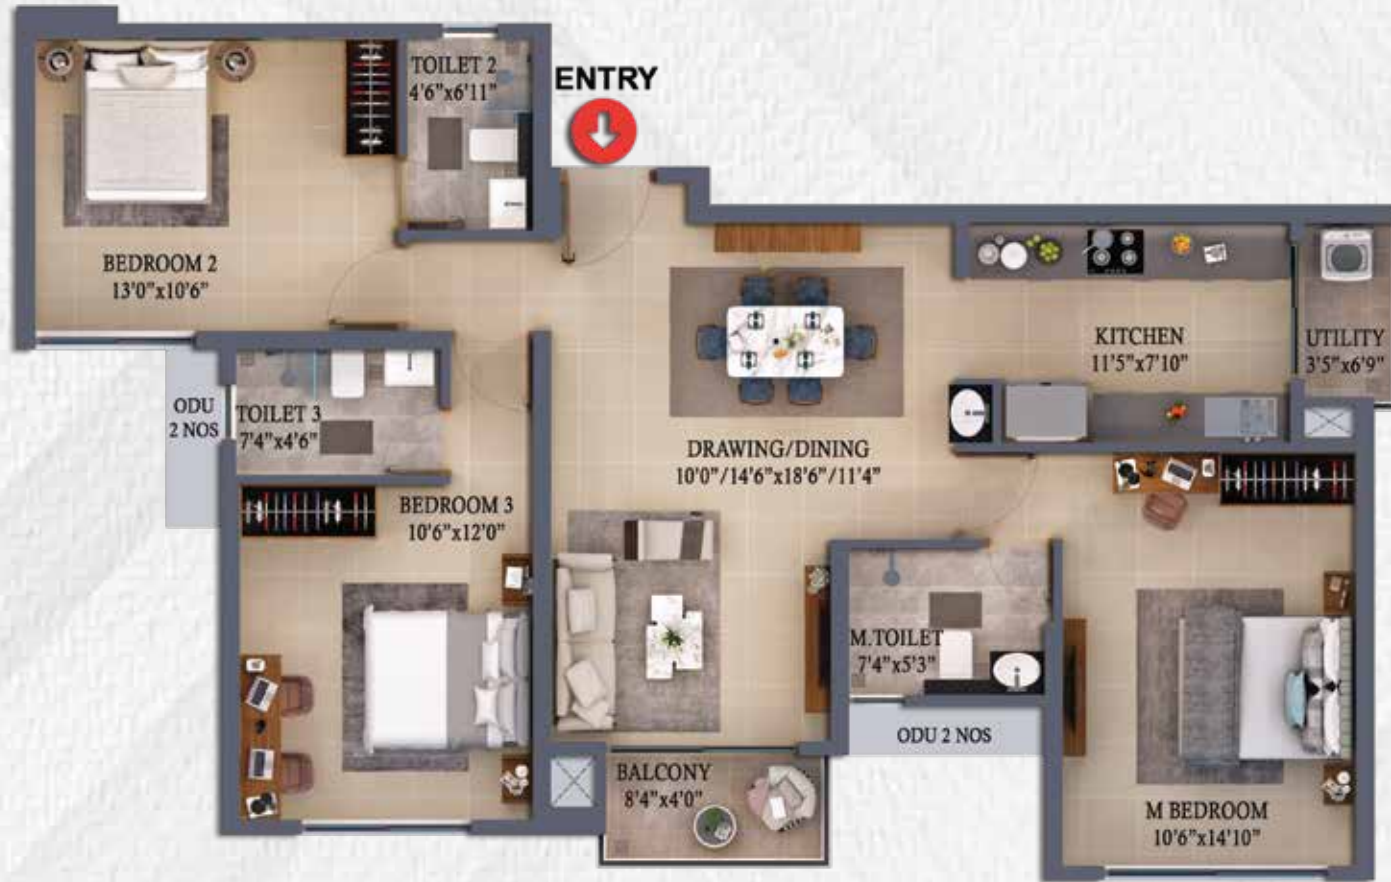 TOILET 2
4'6"x6'11"
ENTRY
BEDROOM 2
13'0"x10'6"
KITCHEN
11'5"x7'10"
UTILITY
3'5"x6'9"
ODU
2 NOS
TOILET 3
7'4"x4'6"
DRAWING/DINING
10'0"/14'6"x18'6"/11'4"
BEDROOM 3
10'6"x12'0"
M.TOILET
7'4"x5'3"
ODU 2 NOS
BALCONY
8'4"x4'0"
M BEDROOM
10'6"x14'10"